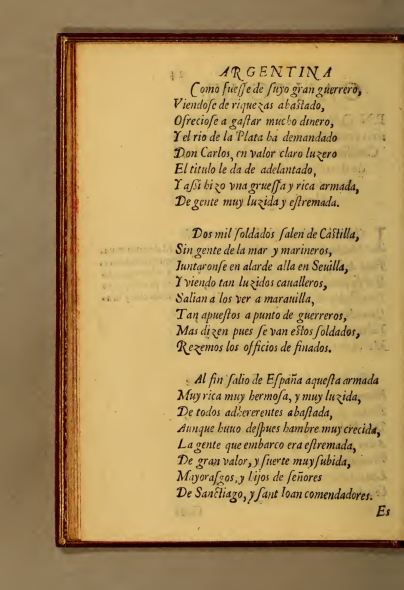 ARGENTINA
Como fueſſe de ſuyo gran guerrero,
Viendoſe de riquezas abaſtado,
Ofrecioſe a gaſtar mucho dinero,
Y el rio de la Plata ha demandado
Don Carlos, en valor claro luzero
El titulo le da de adelantado,
Y aſsi hizo vna grueſſa y rica armada,
De gente muy luzida y eſtremada.
Dos mil ſoldados ſalen de Caſtilla,
Sin gente de la mar y marineros,
Iuntaronſe en alarde alla en Seuilla,
Y viendo tan luzidos caualleros,
Salian a los ver a marauilla,
Tan apueſtos a punto de guerreros,
Mas dizen pues ſe van eſtos ſoldados,
Rezemos los officios de finados.
Al fin ſalio de Eſpaña aqueſta armada
Muy rica muy hermoſa, y muy luzida,
De todos adhererentes abaſtada,
Aunque huuo deſpues hambre muy crecida,
La gente que embarco era eſtremada,
De gran valor, y ſuerte muy ſubida,
Mayoraſgos, y hijos de ſeñores
De Sanctiago, y ſant Ioan comendadores.
Es